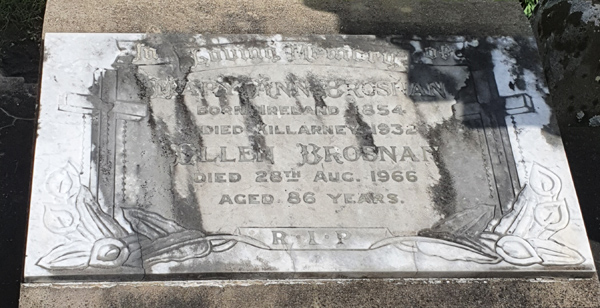 In Loving Memory of
MARY ANN BROSNAN
BORN IRELAND 1854
DIED KILLARNEY 1932
ELLEN BROSNAN
DIED 28TH AUG. 1966
AGED 86 YEARS.
R.I.P